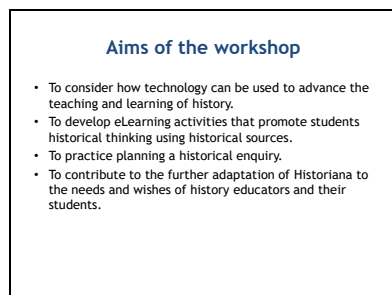 Aims of the workshop
• To consider how technology can be used to advance the
teaching and learning of history.
• To develop eLearning activities that promote students
historical thinking using historical sources.
• To practice planning a historical enquiry.
• To contribute to the further adaptation of Historiana to
the needs and wishes of history educators and their
students.